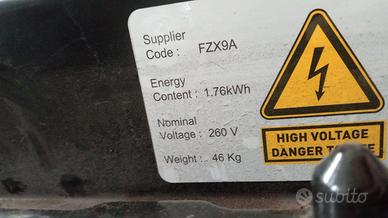 Supplier
Code : FZX9A
Energy
Content : 1.76kWh
Nominal
Voltage : 260 V
Weight : 46 Kg
HIGH VOLTAGE
DANGER
subito